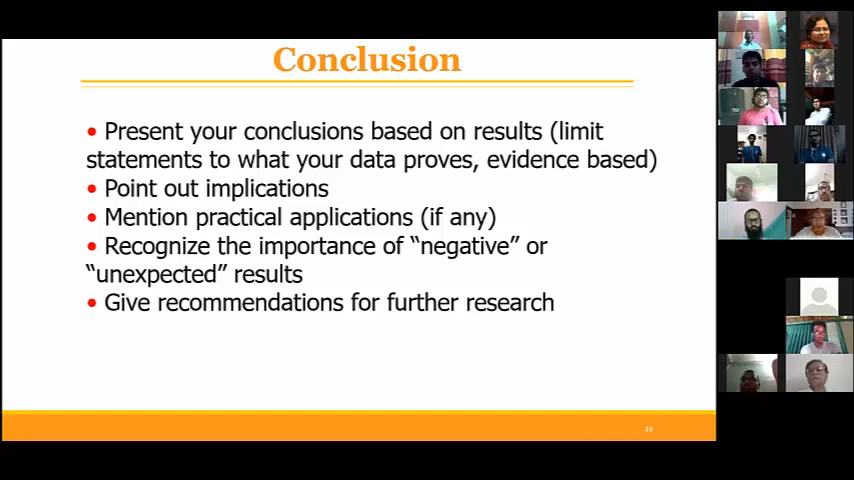 Conclusion
• Present your conclusions based on results (limit
statements to what your data proves, evidence based)
• Point out implications
• Mention practical applications (if any)
• Recognize the importance of “negative” or
“unexpected” results
• Give recommendations for further research